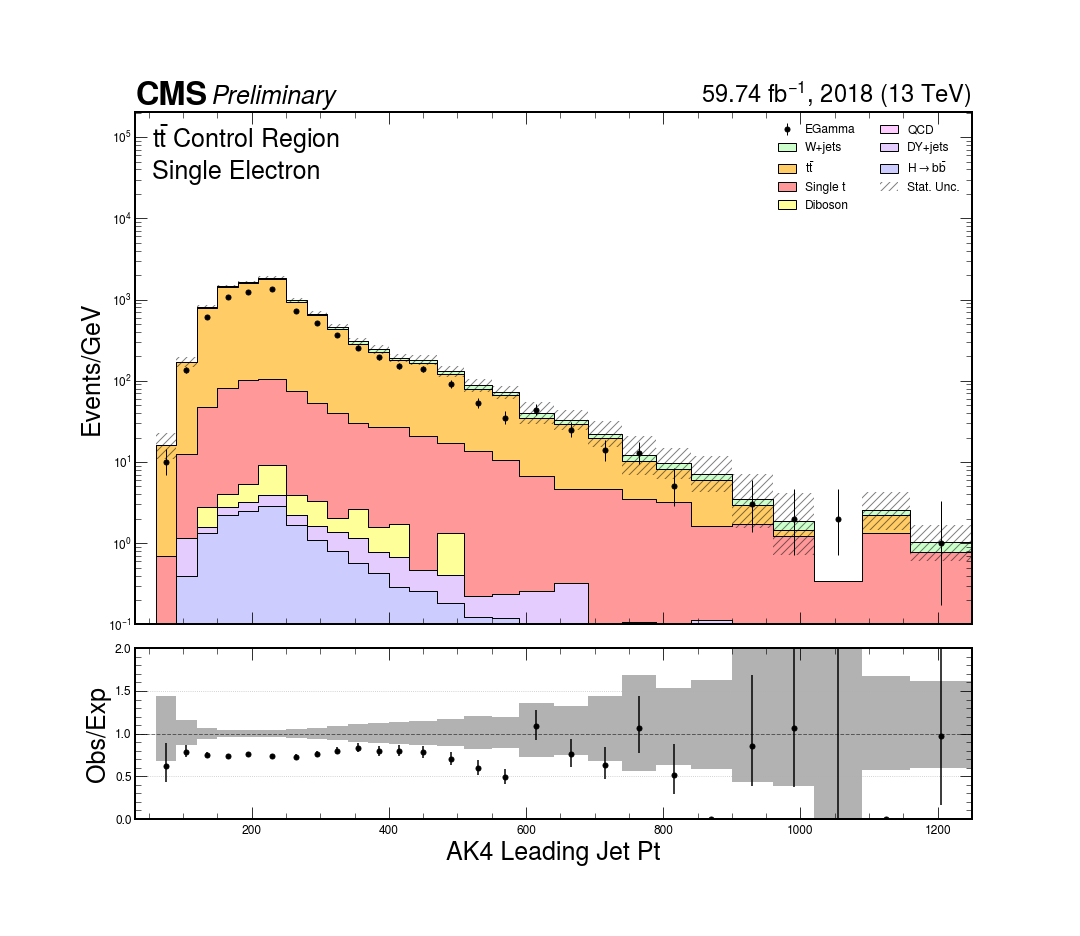 CMS Preliminary 59.74 fb⁻¹, 2018 (13 TeV)
tt̄ Control Region
Single Electron
EGamma
W+jets
tt̄
Single t
Diboson
QCD
DY+jets
H→bb̄
Stat. Unc.
Events/GeV
10⁵
10⁴
10³
10²
10¹
10⁰
10⁻¹
Obs/Exp
2.0
1.5
1.0
0.5
0.0
200 400 600 800 1000 1200
AK4 Leading Jet Pt